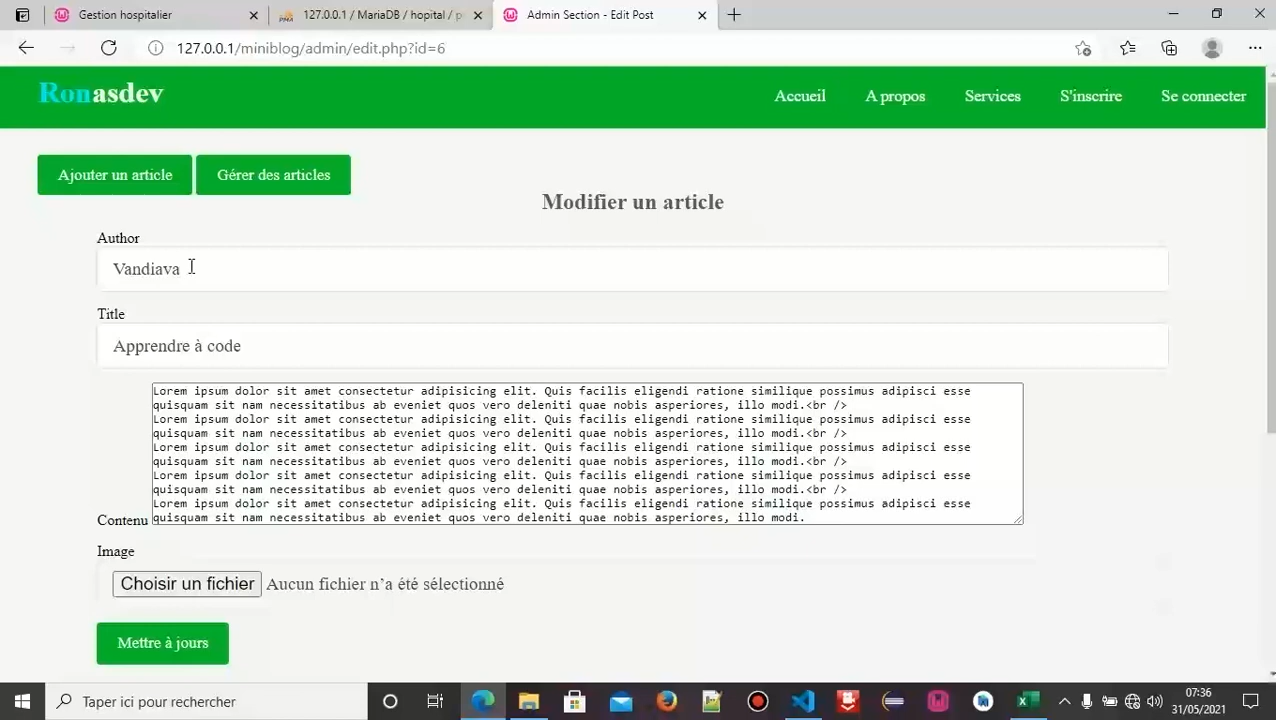 Gestion hospitalier
127.0.0.1 / MariaDB / hopital / p
Admin Section - Edit Post
127.0.0.1/miniblog/admin/edit.php?id=6
Ronasdev
Accueil
A propos
Services
S'inscrire
Se connecter
Ajouter un article
Gérer des articles
Modifier un article
Author
Vandiava
Title
Apprendre à code
Lorem ipsum dolor sit amet consectetur adipisicing elit. Quis facilis eligendi ratione similique possimus adipisci esse
quisquam sit nam necessitatibus ab eveniet quos vero deleniti quae nobis asperiores, illo modi.<br />
Lorem ipsum dolor sit amet consectetur adipisicing elit. Quis facilis eligendi ratione similique possimus adipisci esse
quisquam sit nam necessitatibus ab eveniet quos vero deleniti quae nobis asperiores, illo modi.<br />
Lorem ipsum dolor sit amet consectetur adipisicing elit. Quis facilis eligendi ratione similique possimus adipisci esse
quisquam sit nam necessitatibus ab eveniet quos vero deleniti quae nobis asperiores, illo modi.<br />
Lorem ipsum dolor sit amet consectetur adipisicing elit. Quis facilis eligendi ratione similique possimus adipisci esse
quisquam sit nam necessitatibus ab eveniet quos vero deleniti quae nobis asperiores, illo modi.<br />
Lorem ipsum dolor sit amet consectetur adipisicing elit. Quis facilis eligendi ratione similique possimus adipisci esse
quisquam sit nam necessitatibus ab eveniet quos vero deleniti quae nobis asperiores, illo modi.
Contenu
Image
Choisir un fichier
Aucun fichier n’a été sélectionné
Mettre à jours
Taper ici pour rechercher
07:36
31/05/2021